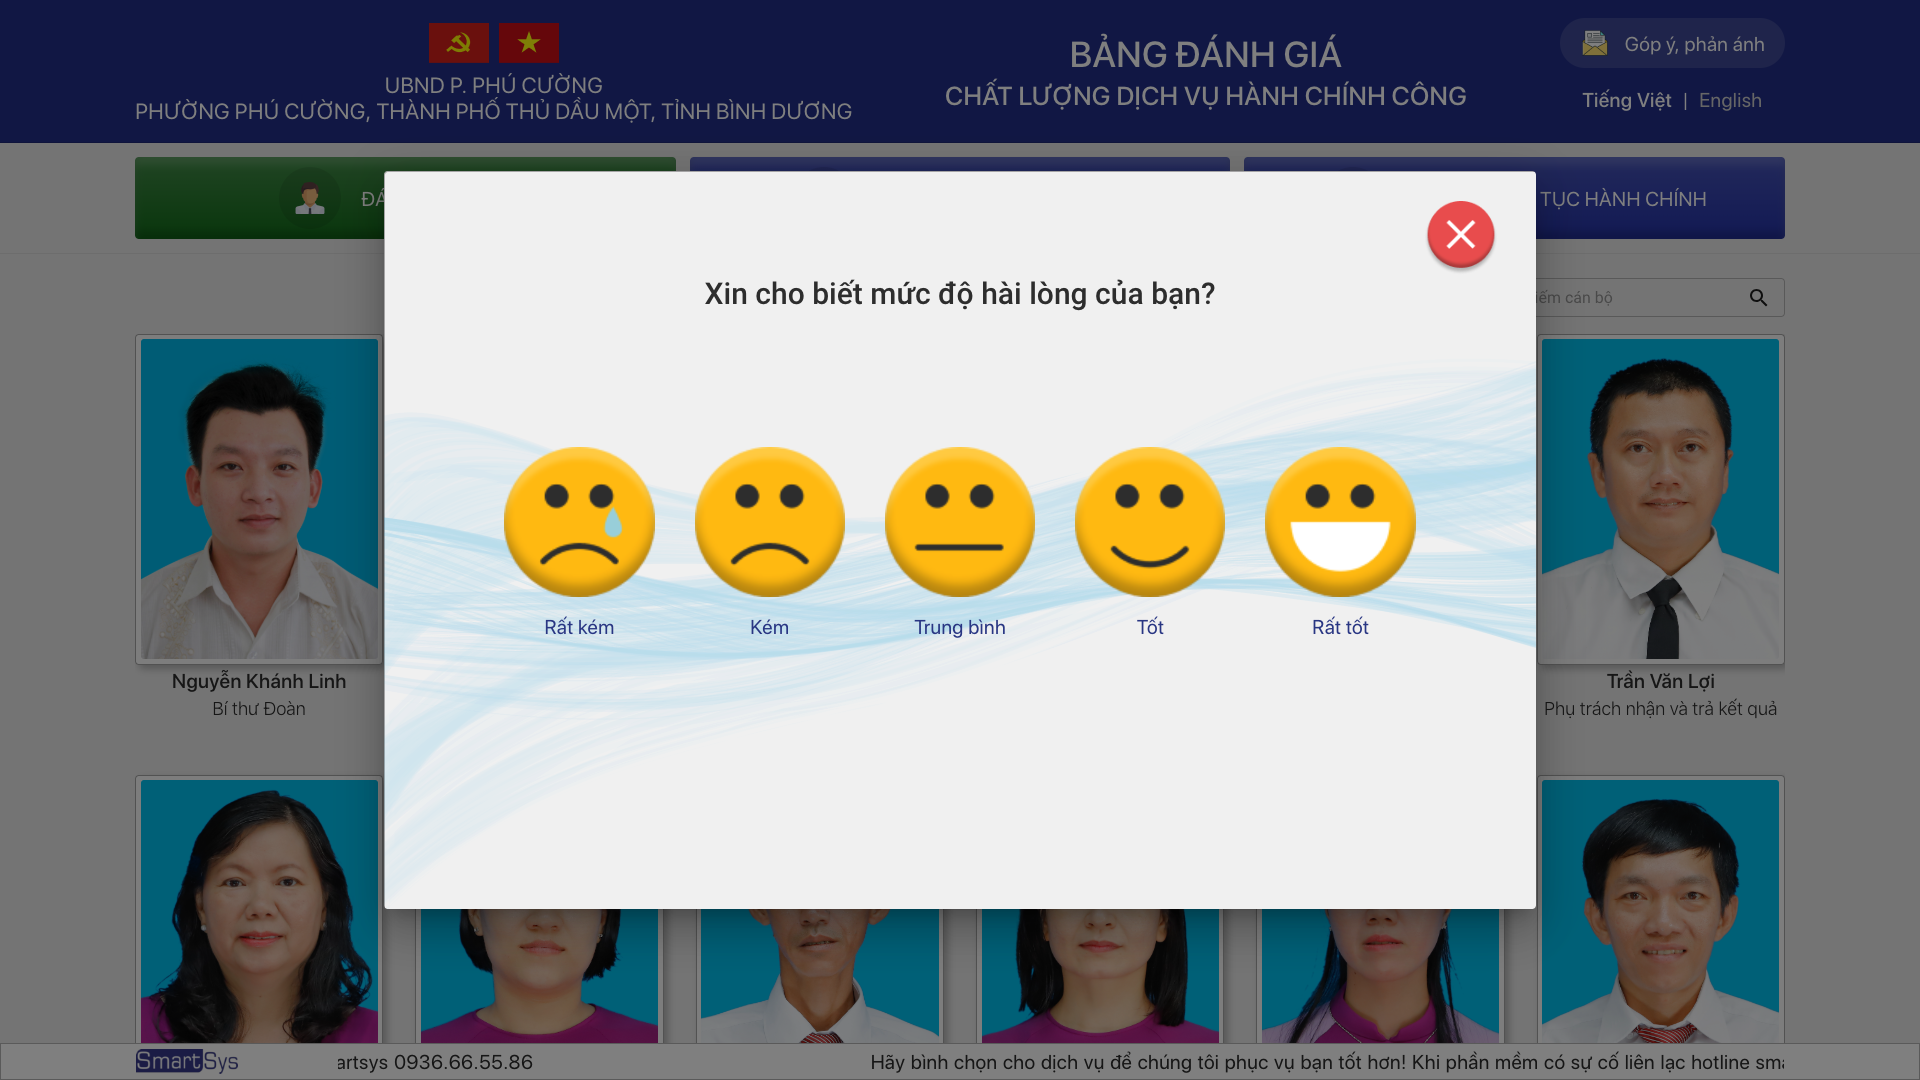 UBND P. PHÚ CƯỜNG
PHƯỜNG PHÚ CƯỜNG, THÀNH PHỐ THỦ DẦU MỘT, TỈNH BÌNH DƯƠNG
BẢNG ĐÁNH GIÁ
CHẤT LƯỢNG DỊCH VỤ HÀNH CHÍNH CÔNG
Góp ý, phản ánh
Tiếng Việt | English
TỤC HÀNH CHÍNH
cán bộ
Xin cho biết mức độ hài lòng của bạn?
Rất kém
Kém
Trung bình
Tốt
Rất tốt
Nguyễn Khánh Linh
Bí thư Đoàn
Trần Văn Lợi
Phụ trách nhận và trả kết quả
SmartSys
artsys 0936.66.55.86
Hãy bình chọn cho dịch vụ để chúng tôi phục vụ bạn tốt hơn! Khi phần mềm có sự cố liên lạc hotline